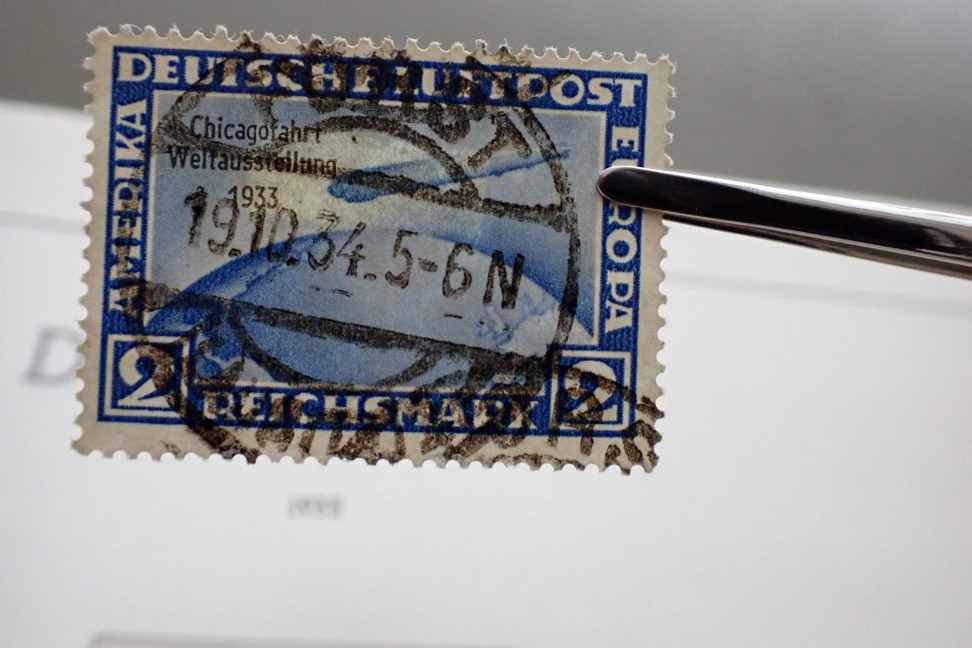 DEUTSCHE LUFTPOST
AMERIKA
EUROPA
Chicagofahrt
Weltausstellung
1933
19.10.34.5-6 N
2
REICHSMARK
2